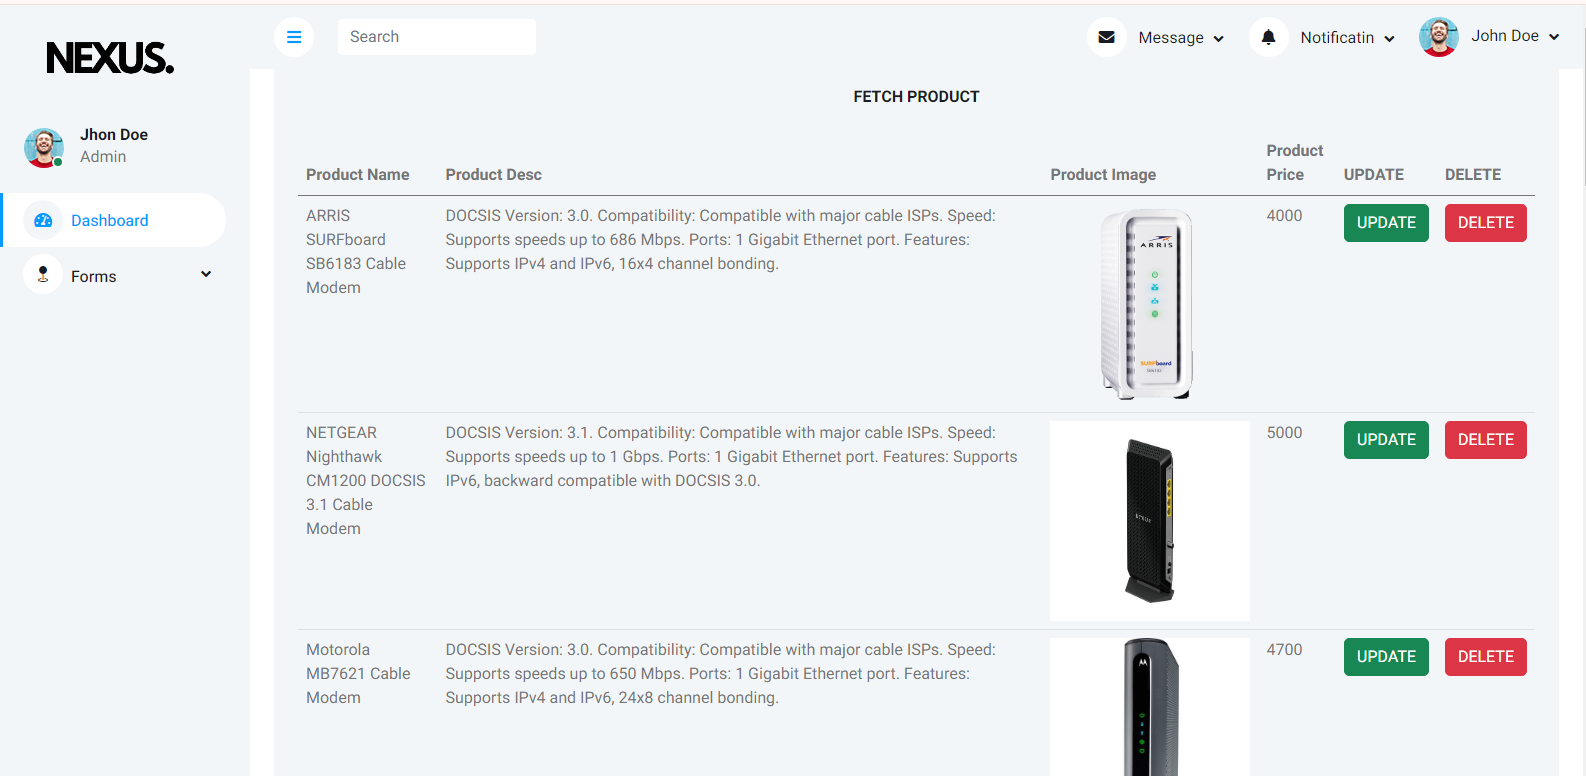 NEXUS.
Search
Message
Notificatin
John Doe
Jhon Doe
Admin
Dashboard
Forms
FETCH PRODUCT
Product Name
Product Desc
Product Image
Product
Price
UPDATE
DELETE
ARRIS
SURFboard
SB6183 Cable
Modem
DOCSIS Version: 3.0. Compatibility: Compatible with major cable ISPs. Speed:
Supports speeds up to 686 Mbps. Ports: 1 Gigabit Ethernet port. Features:
Supports IPv4 and IPv6, 16x4 channel bonding.
ARRIS
SURFboard
4000
UPDATE
DELETE
NETGEAR
Nighthawk
CM1200 DOCSIS
3.1 Cable
Modem
DOCSIS Version: 3.1. Compatibility: Compatible with major cable ISPs. Speed:
Supports speeds up to 1 Gbps. Ports: 1 Gigabit Ethernet port. Features: Supports
IPv6, backward compatible with DOCSIS 3.0.
5000
UPDATE
DELETE
Motorola
MB7621 Cable
Modem
DOCSIS Version: 3.0. Compatibility: Compatible with major cable ISPs. Speed:
Supports speeds up to 650 Mbps. Ports: 1 Gigabit Ethernet port. Features:
Supports IPv4 and IPv6, 24x8 channel bonding.
4700
UPDATE
DELETE